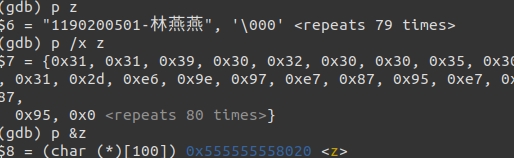 (gdb) p z
$6 = "1190200501-林燕燕", '\000' <repeats 79 times>
(gdb) p /x z
$7 = {0x31, 0x31, 0x39, 0x30, 0x32, 0x30, 0x30, 0x35, 0x30
, 0x31, 0x2d, 0xe6, 0x9e, 0x97, 0xe7, 0x87, 0x95, 0xe7, 0x
87,
0x95, 0x0 <repeats 80 times>}
(gdb) p &z
$8 = (char (*)[100]) 0x555555558020 <z>